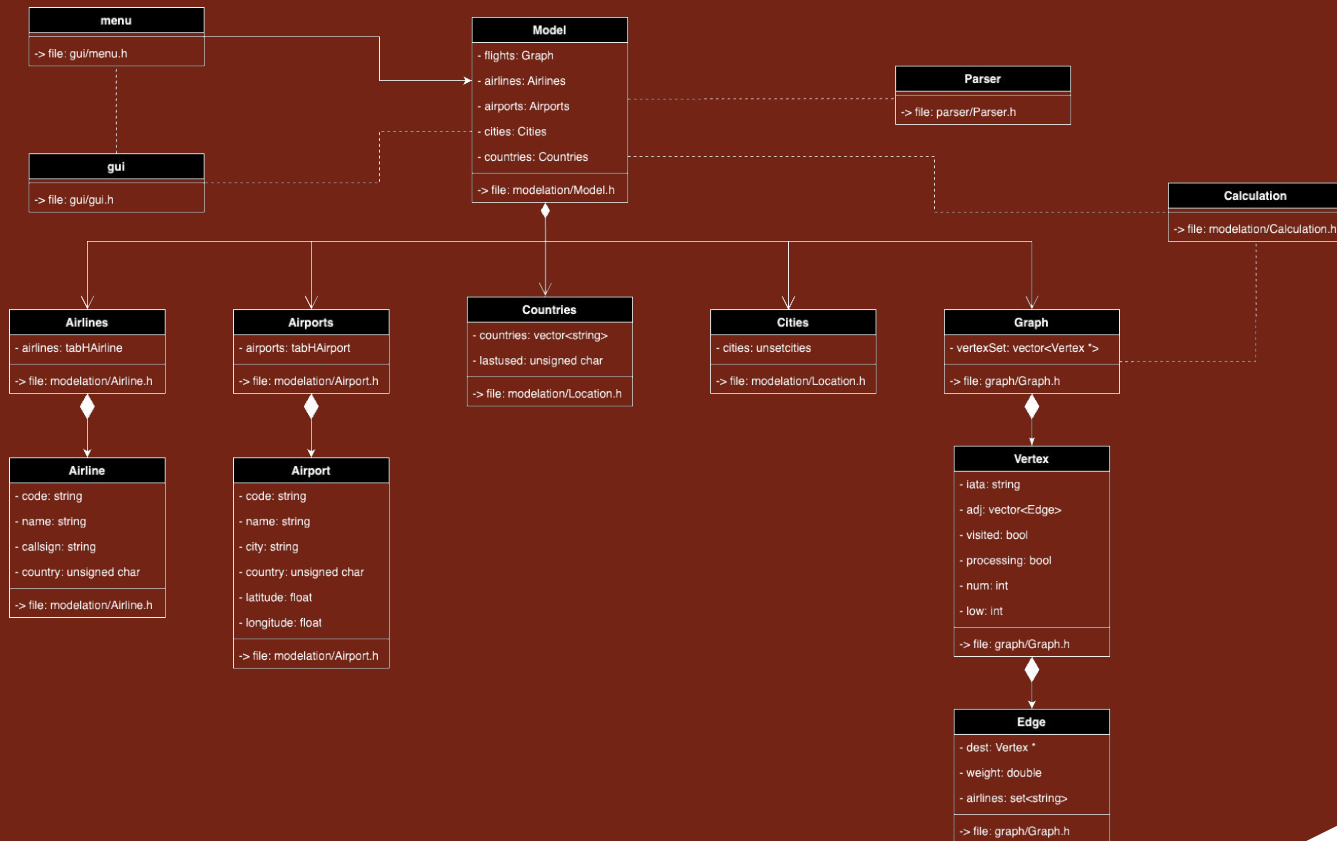 menu
-> file: gui/menu.h
gui
-> file: gui/gui.h
Model
- flights: Graph
- airlines: Airlines
- airports: Airports
- cities: Cities
- countries: Countries
-> file: modelation/Model.h
Parser
-> file: parser/Parser.h
Calculation
-> file: modelation/Calculation.h
Airlines
- airlines: tabHAirline
-> file: modelation/Airline.h
Airports
- airports: tabHAirport
-> file: modelation/Airport.h
Countries
- countries: vector<string>
- lastused: unsigned char
-> file: modelation/Location.h
Cities
- cities: unsetcities
-> file: modelation/Location.h
Graph
- vertexSet: vector<Vertex *>
-> file: graph/Graph.h
Airline
- code: string
- name: string
- callsign: string
- country: unsigned char
-> file: modelation/Airline.h
Airport
- code: string
- name: string
- city: string
- country: unsigned char
- latitude: float
- longitude: float
-> file: modelation/Airport.h
Vertex
- iata: string
- adj: vector<Edge>
- visited: bool
- processing: bool
- num: int
- low: int
-> file: graph/Graph.h
Edge
- dest: Vertex *
- weight: double
- airlines: set<string>
-> file: graph/Graph.h